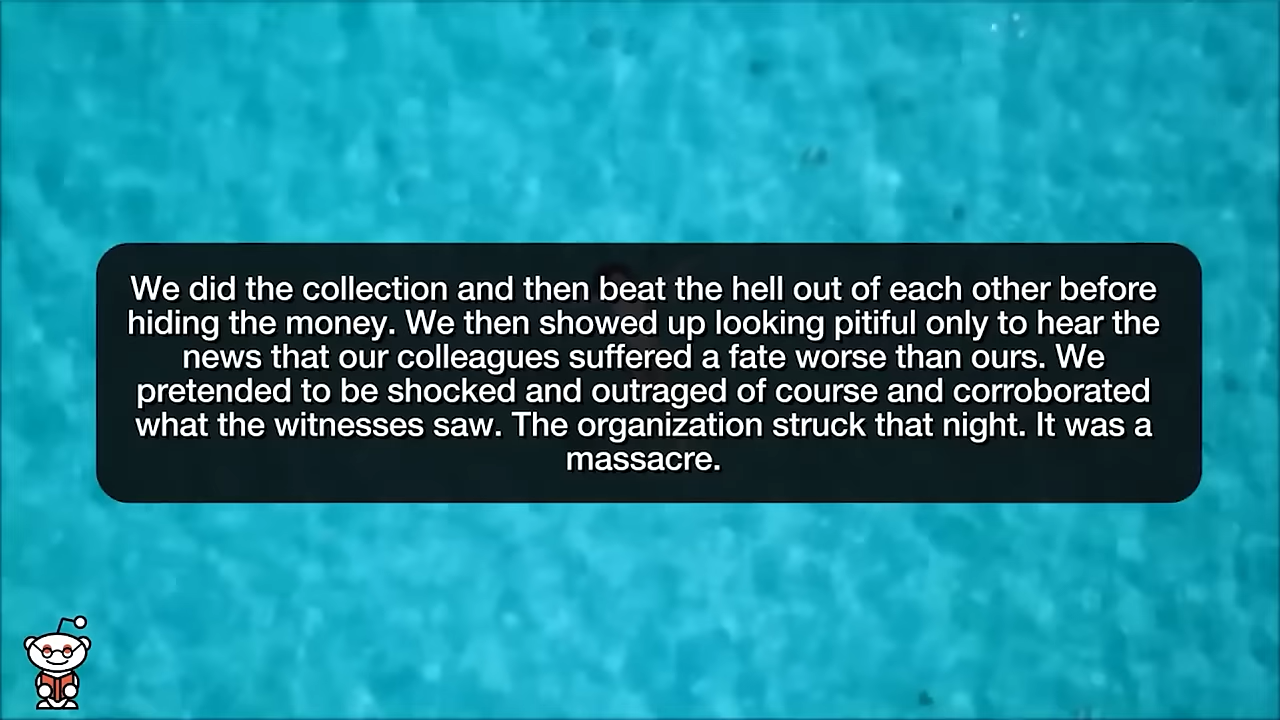 We did the collection and then beat the hell out of each other before
hiding the money. We then showed up looking pitiful only to hear the
news that our colleagues suffered a fate worse than ours. We
pretended to be shocked and outraged of course and corroborated
what the witnesses saw. The organization struck that night. It was a
massacre.